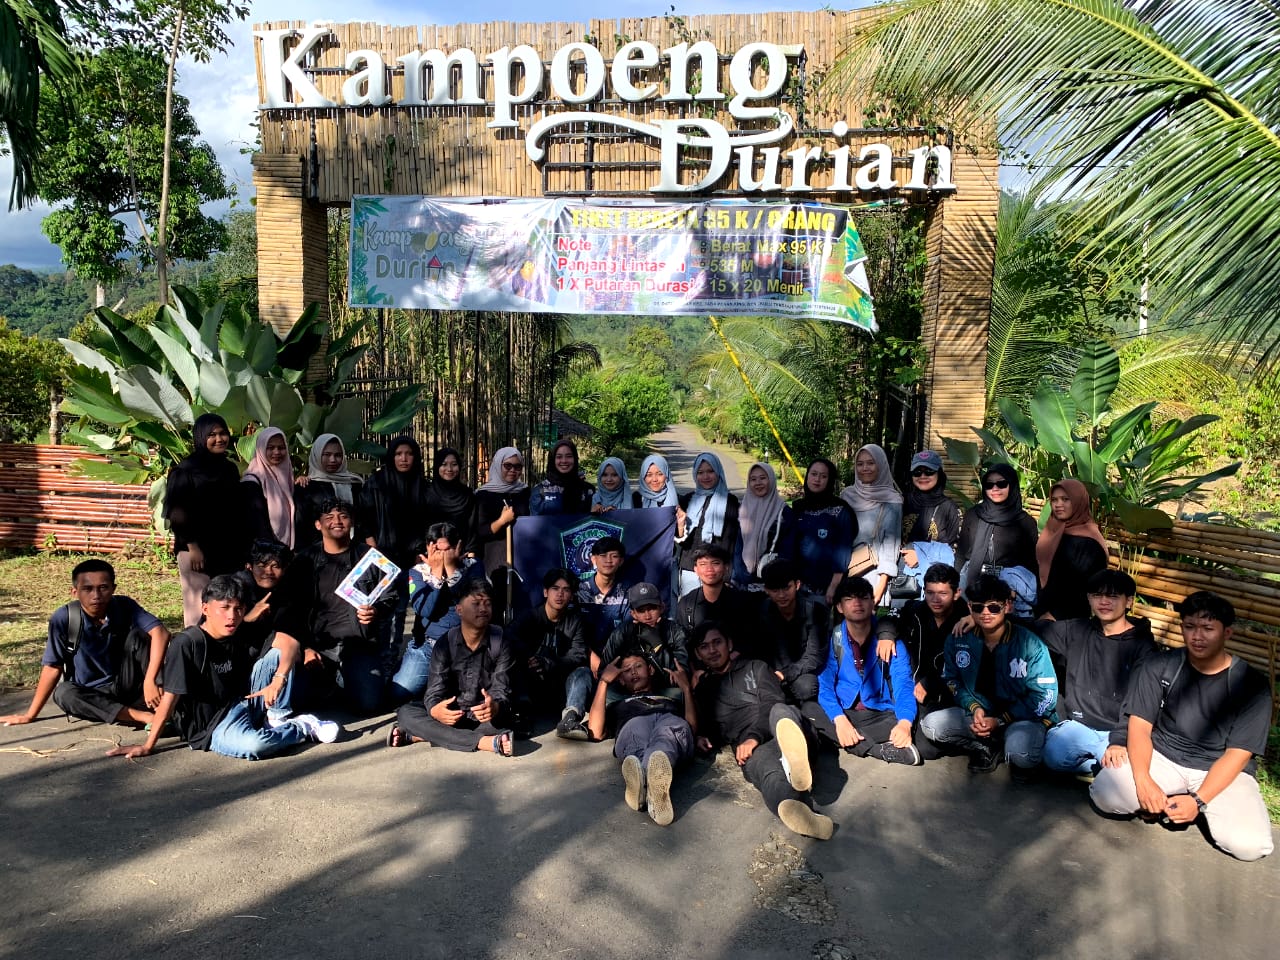 Kampoeng
Durian
TIKET KERETA 35 K / ORANG
Kampoeng
Durian
Note : Berat Max 95 Kg
Panjang Lintasan : 535 M
1 X Putaran Durasi : 15 x 20 Menit